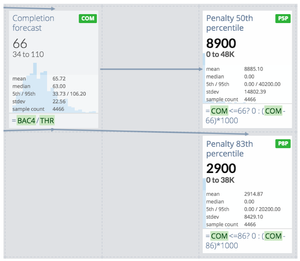 Completion
forecast
COM
66
34 to 110
mean 65.72
median 63.00
5th / 95th 33.73 / 106.20
stdev 22.56
sample count 4466
=BAC4/THR
Penalty 50th
percentile
P5P
8900
0 to 48K
mean 8885.10
median 0.00
5th / 95th 0.00 / 40200.00
stdev 14802.39
sample count 4466
=COM<=66? 0 : (COM-
66)*1000
Penalty 83th
percentile
P8P
2900
0 to 38K
mean 2914.87
median 0.00
5th / 95th 0.00 / 20200.00
stdev 8429.10
sample count 4466
=COM<=86? 0 : (COM-
86)*1000